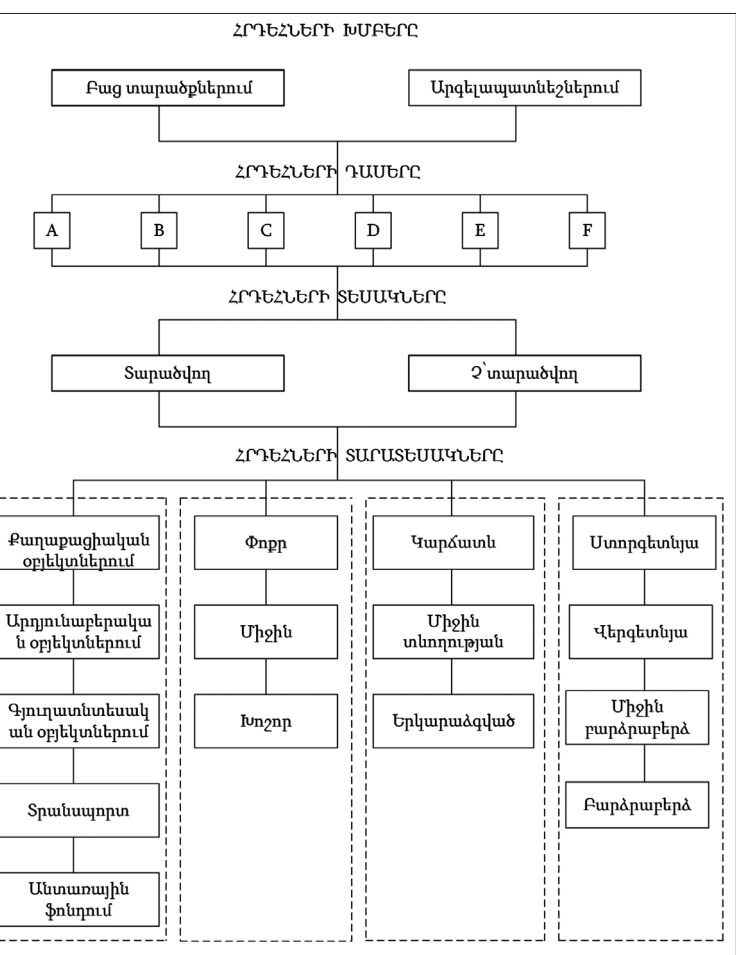 ՀՐԴԵՀՆԵՐԻ ԽՄԲԵՐԸ
Բաց տարածքներում
Արգելապատնեշներում
ՀՐԴԵՀՆԵՐԻ ԴԱՍԵՐԸ
A B C D E F
ՀՐԴԵՀՆԵՐԻ ՏԵՍԱԿՆԵՐԸ
Տարածվող
Չ՝տարածվող
ՀՐԴԵՀՆԵՐԻ ՏԱՐԱՏԵՍԱԿՆԵՐԸ
Քաղաքացիական
օբյեկտներում
Արդյունաբերակա
ն օբյեկտներում
Գյուղատնտեսակ
ան օբյեկտներում
Տրանսպորտ
Անտառային
ֆոնդում
Փոքր
Միջին
Խոշոր
Կարճատև
Միջին
տևողության
Երկարաձգված
Ստորգետնյա
Վերգետնյա
Միջին
բարձրաբերձ
Բարձրաբերձ